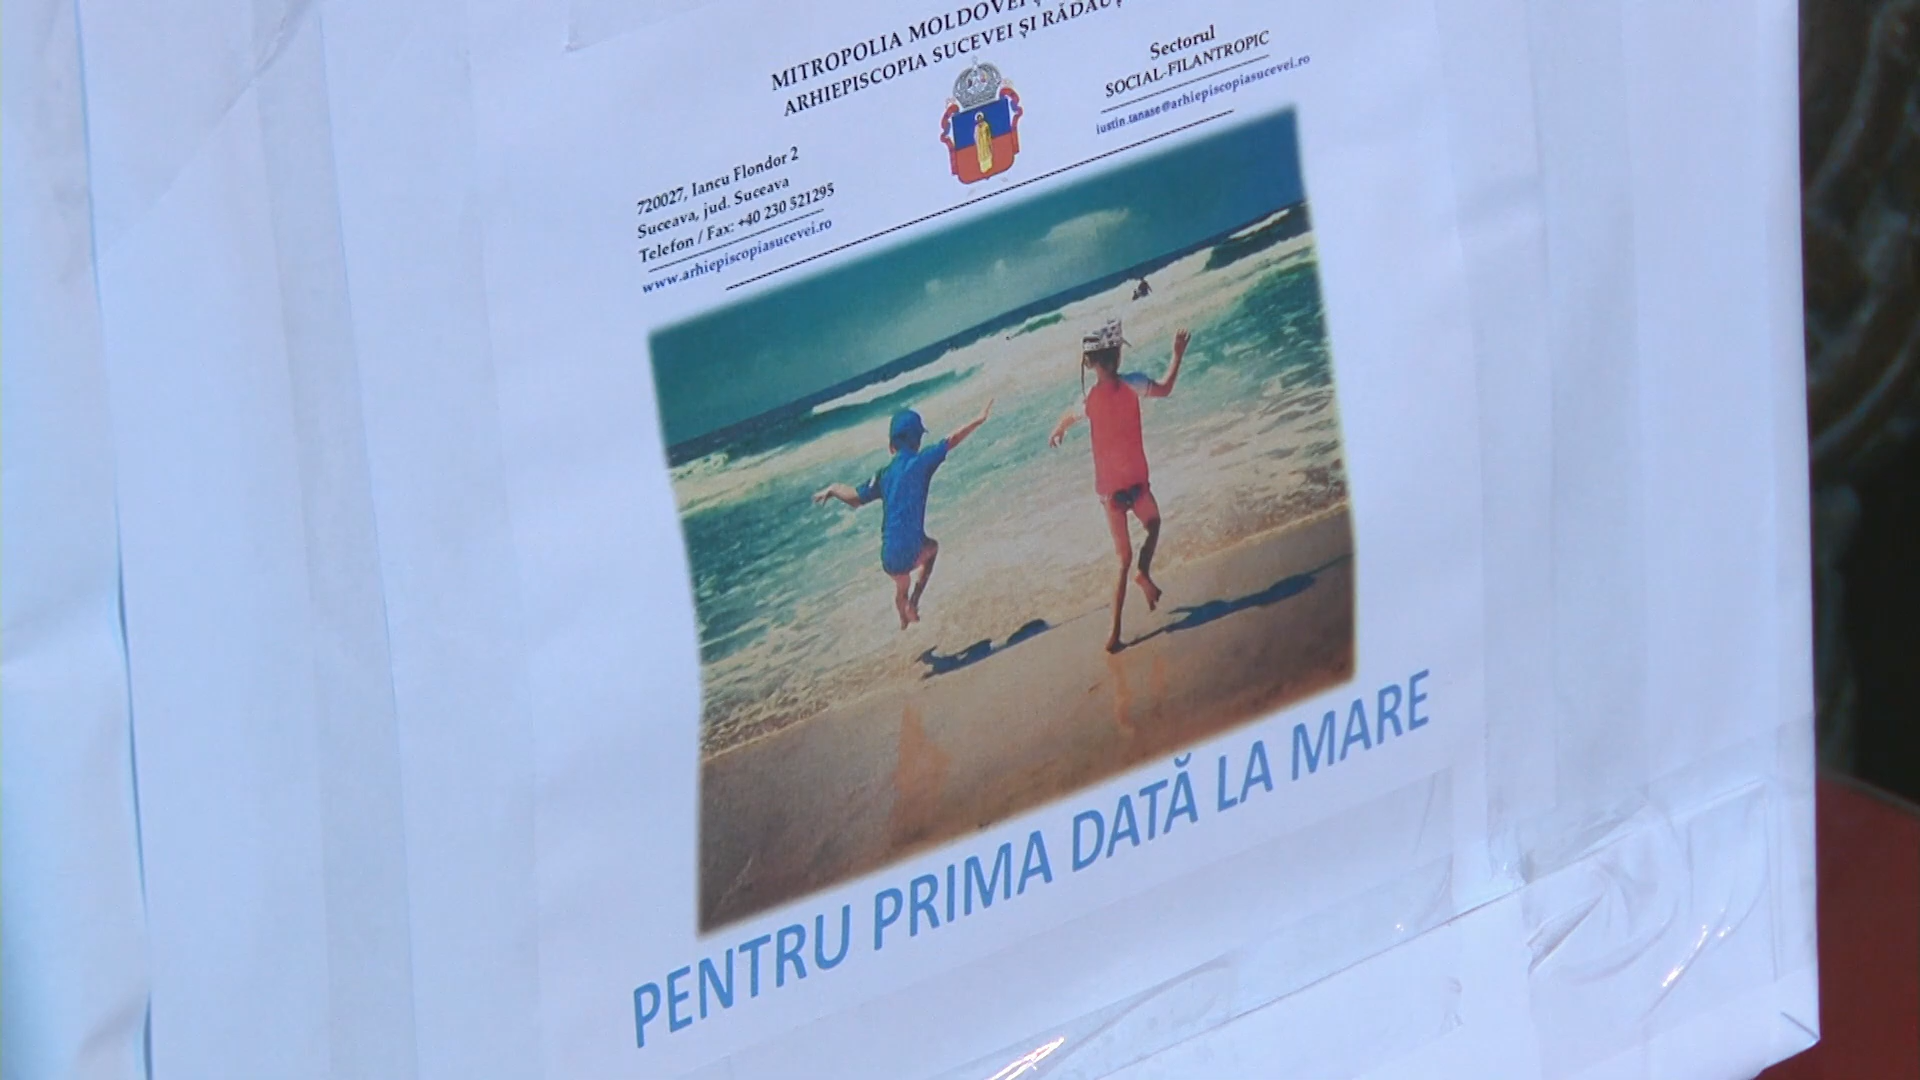 MITROPOLIA MOLDOVEI
ARHIEPISCOPIA SUCEVEI ȘI RĂDĂUȚ
Sectorul
SOCIAL-FILANTROPIC
iustin.tanase@arhiepiscopiasucevei.ro
720027, Iancu Flondor 2
Suceava, jud. Suceava
Telefon / Fax: +40 230 521295
www.arhiepiscopiasucevei.ro
PENTRU PRIMA DATĂ LA MARE